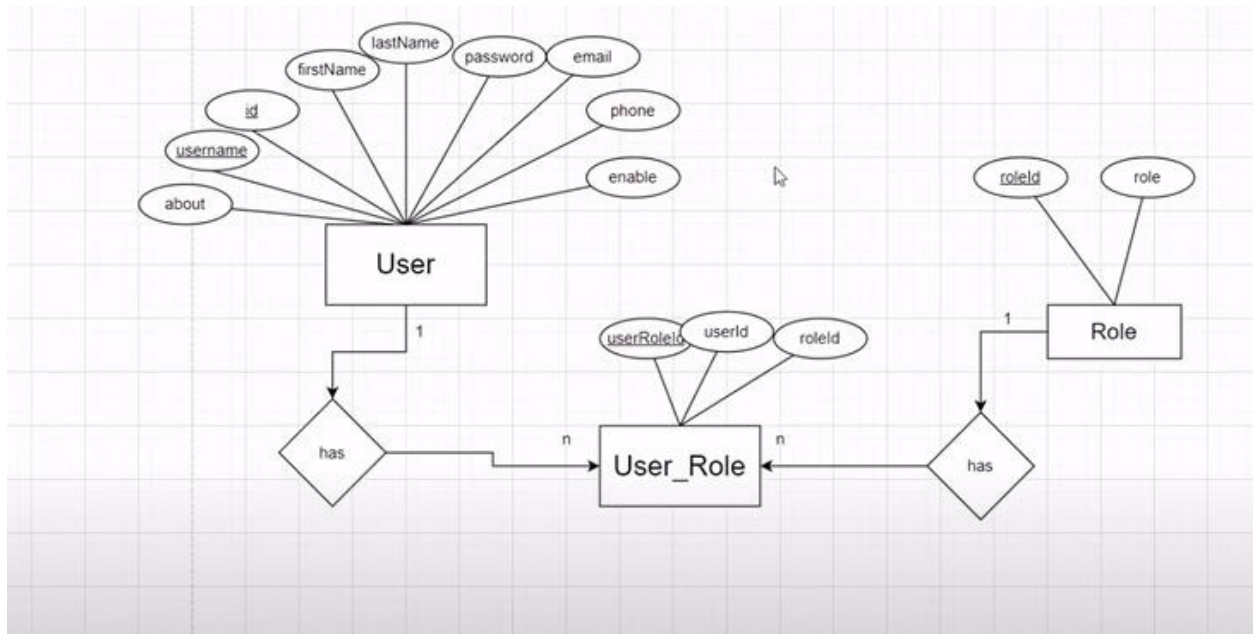 lastName
password
email
firstName
id
phone
username
enable
about
roleId
role
User
1
userRoleId
userId
roleId
1
Role
has
n
User_Role
n
has